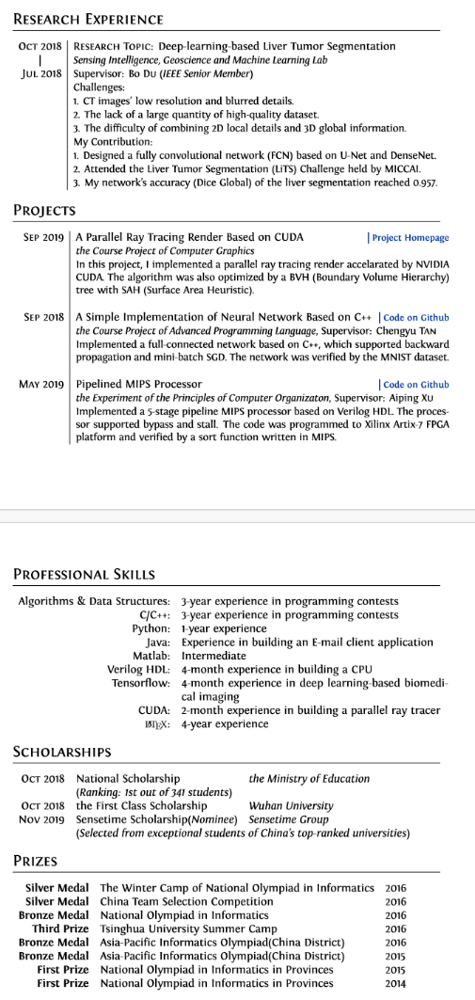 RESEARCH EXPERIENCE
OCT 2018 | RESEARCH TOPIC: Deep-learning-based Liver Tumor Segmentation
Sensing Intelligence, Geoscience and Machine Learning Lab
JUL 2018 Supervisor: Bo DU (IEEE Senior Member)
Challenges:
1. CT images' low resolution and blurred details.
2. The lack of a large quantity of high-quality dataset.
3. The difficulty of combining 2D local details and 3D global information.
My Contribution:
1. Designed a fully convolutional network (FCN) based on U-Net and DenseNet.
2. Attended the Liver Tumor Segmentation (LiTS) Challenge held by MICCAI.
3. My network's accuracy (Dice Global) of the liver segmentation reached 0.957.
PROJECTS
SEP 2019 A Parallel Ray Tracing Render Based on CUDA | Project Homepage
the Course Project of Computer Graphics
In this project, I implemented a parallel ray tracing render accelarated by NVIDIA
CUDA. The algorithm was also optimized by a BVH (Boundary Volume Hierarchy)
tree with SAH (Surface Area Heuristic).
SEP 2018 A Simple Implementation of Neural Network Based on C++ | Code on Github
the Course Project of Advanced Programming Language, Supervisor: Chengyu TAN
Implemented a full-connected network based on C++, which supported backward
propagation and mini-batch SGD. The network was verified by the MNIST dataset.
MAY 2019 Pipelined MIPS Processor | Code on Github
the Experiment of the Principles of Computer Organizaton, Supervisor: Aiping XU
Implemented a 5-stage pipeline MIPS processor based on Verilog HDL. The proces-
sor supported bypass and stall. The code was programmed to Xilinx Artix-7 FPGA
platform and verified by a sort function written in MIPS.
PROFESSIONAL SKILLS
Algorithms & Data Structures: 3-year experience in programming contests
C/C++: 3-year experience in programming contests
Python: 1-year experience
Java: Experience in building an E-mail client application
Matlab: Intermediate
Verilog HDL: 4-month experience in building a CPU
Tensorflow: 4-month experience in deep learning-based biomedi-
cal imaging
CUDA: 2-month experience in building a parallel ray tracer
LATEX: 4-year experience
SCHOLARSHIPS
OCT 2018 National Scholarship the Ministry of Education
(Ranking: 1st out of 341 students)
OCT 2018 the First Class Scholarship Wuhan University
NOV 2019 Sensetime Scholarship(Nominee) Sensetime Group
(Selected from exceptional students of China's top-ranked universities)
PRIZES
Silver Medal The Winter Camp of National Olympiad in Informatics 2016
Silver Medal China Team Selection Competition 2016
Bronze Medal National Olympiad in Informatics 2016
Third Prize Tsinghua University Summer Camp 2016
Bronze Medal Asia-Pacific Informatics Olympiad(China District) 2016
Bronze Medal Asia-Pacific Informatics Olympiad(China District) 2015
First Prize National Olympiad in Informatics in Provinces 2015
First Prize National Olympiad in Informatics in Provinces 2014